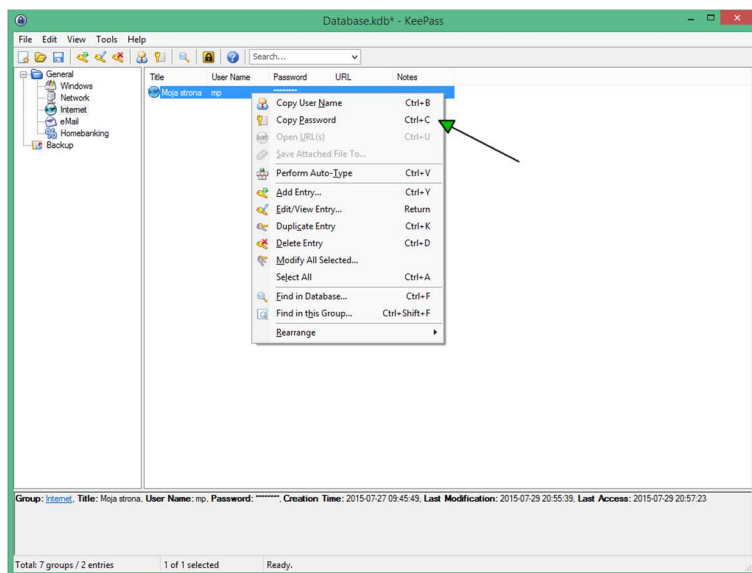 Database.kdb* - KeePass
File Edit View Tools Help
Search...
General
Windows
Network
Internet
eMail
Homebanking
Backup
Title User Name Password URL Notes
Moja strona mp ********
Copy User Name Ctrl+B
Copy Password Ctrl+C
Open URL(s) Ctrl+U
Save Attached File To...
Perform Auto-Type Ctrl+V
Add Entry... Ctrl+Y
Edit/View Entry... Return
Duplicate Entry Ctrl+K
Delete Entry Ctrl+D
Modify All Selected...
Select All Ctrl+A
Find in Database... Ctrl+F
Find in this Group... Ctrl+Shift+F
Rearrange
Group: Internet, Title: Moja strona, User Name: mp, Password: ********, Creation Time: 2015-07-27 09:45:49, Last Modification: 2015-07-29 20:55:39, Last Access: 2015-07-29 20:57:23
Total: 7 groups / 2 entries 1 of 1 selected Ready.